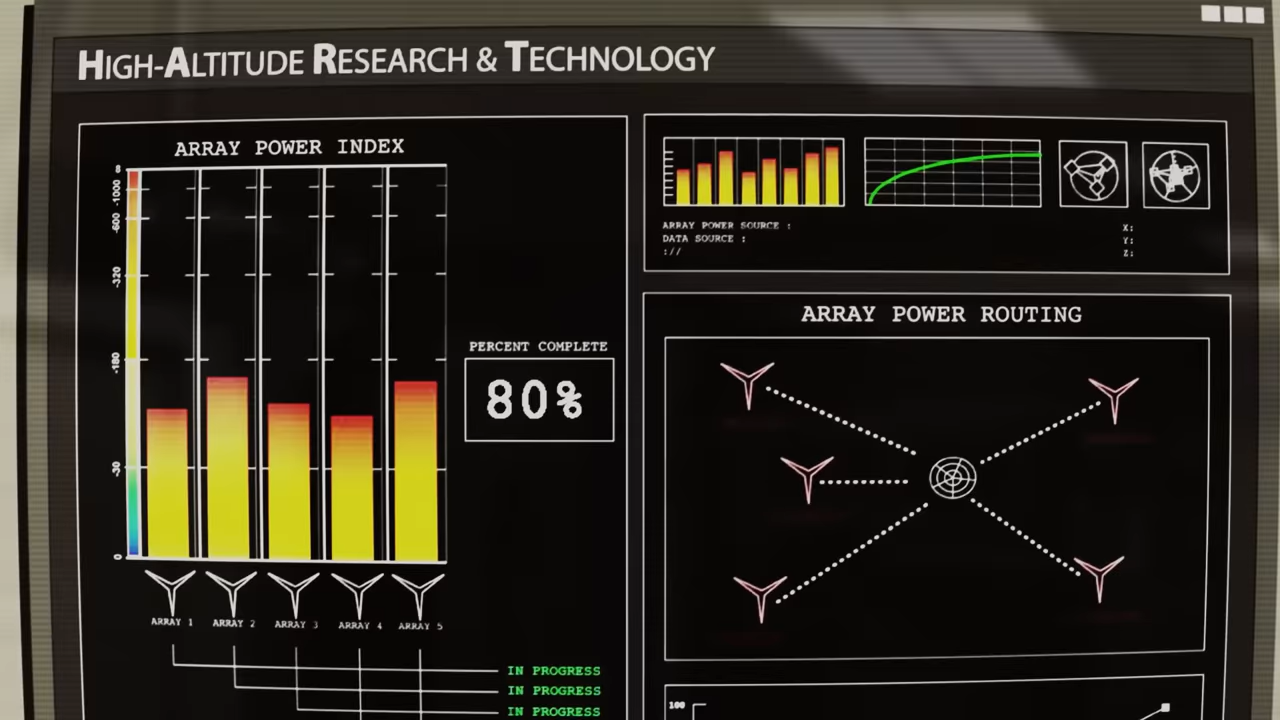 HIGH-ALTITUDE RESEARCH & TECHNOLOGY
ARRAY POWER INDEX
-1000
-600
-320
-180
-30
0
PERCENT COMPLETE
80%
ARRAY 1
ARRAY 2
ARRAY 3
ARRAY 4
ARRAY 5
IN PROGRESS
IN PROGRESS
IN PROGRESS
ARRAY POWER SOURCE :
DATA SOURCE :
://
X:
Y:
Z:
ARRAY POWER ROUTING
100